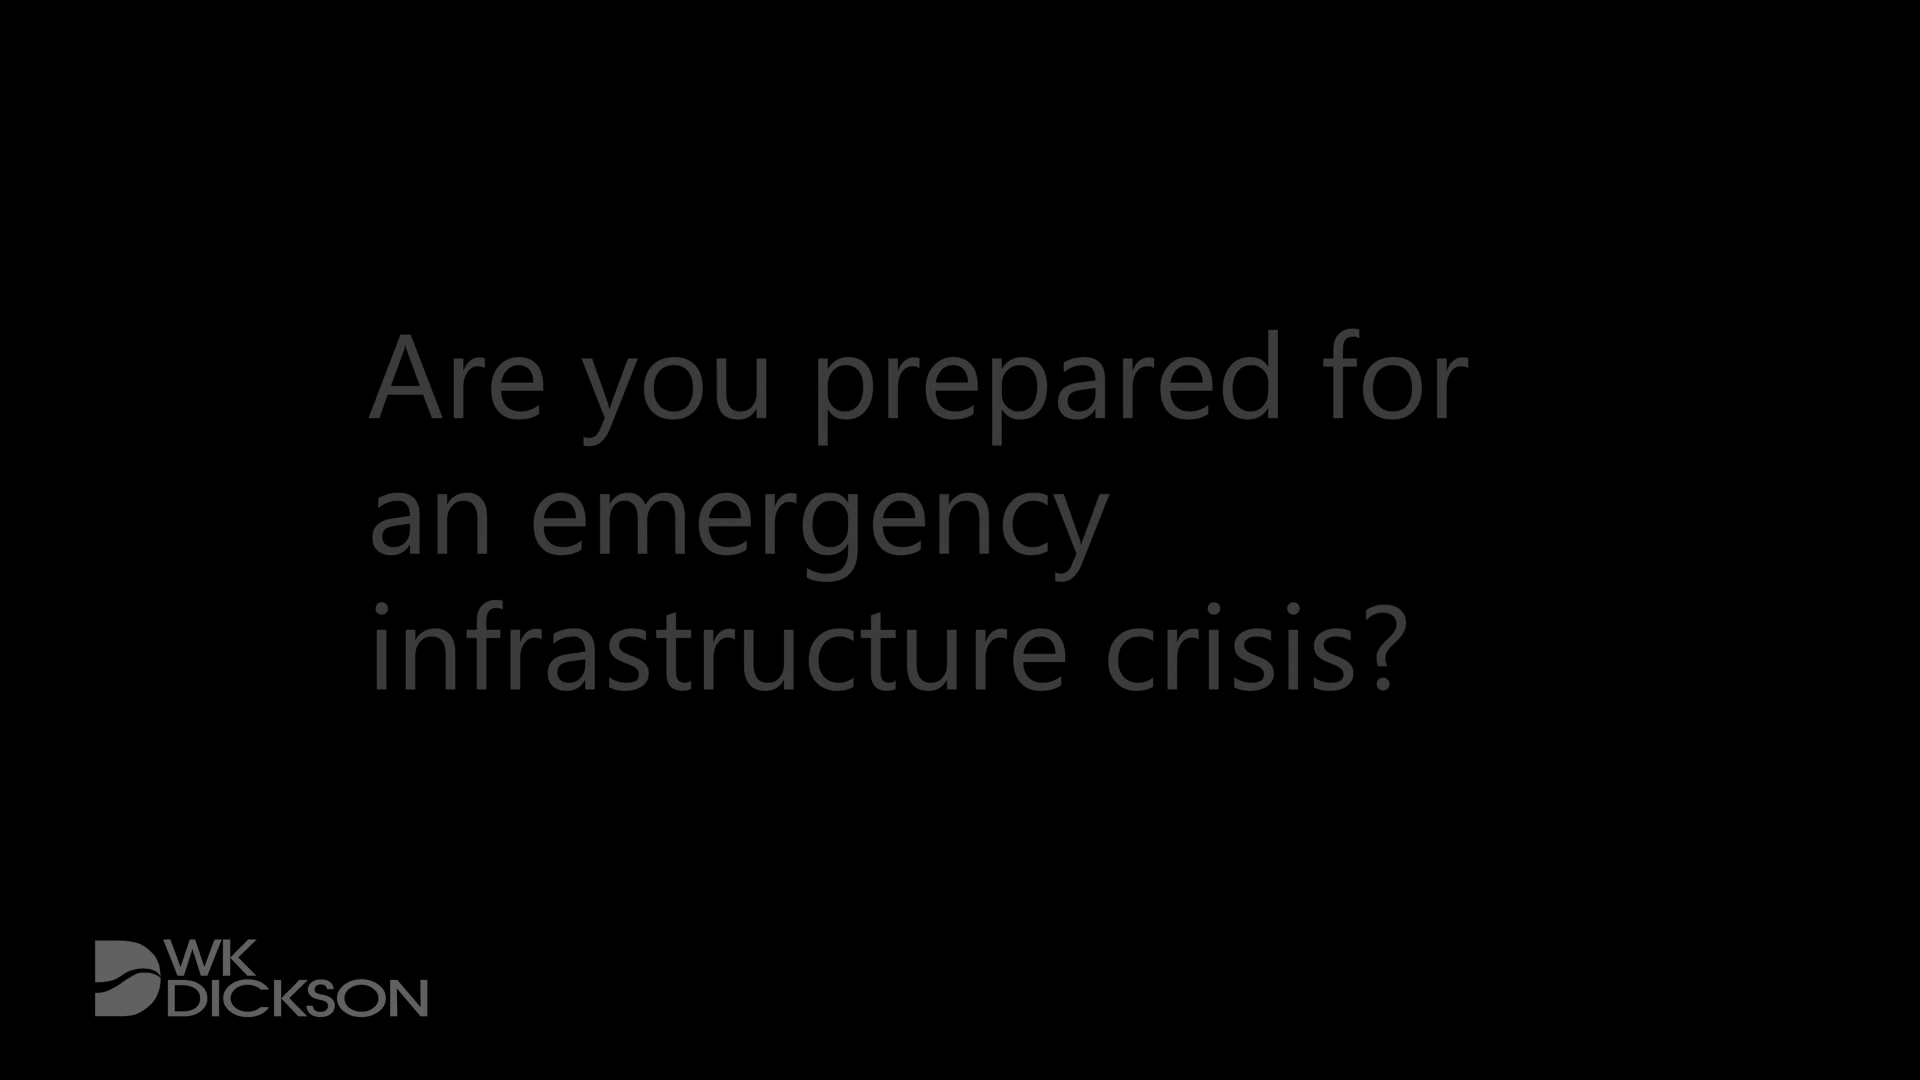 Are you prepared for
an emergency
infrastructure crisis?
WK
DICKSON